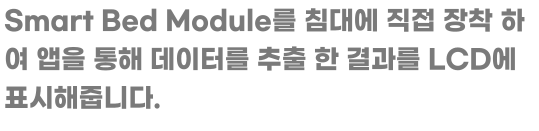 Smart Bed Module를 침대에 직접 장착 하
여 앱을 통해 데이터를 추출 한 결과를 LCD에
표시해줍니다.